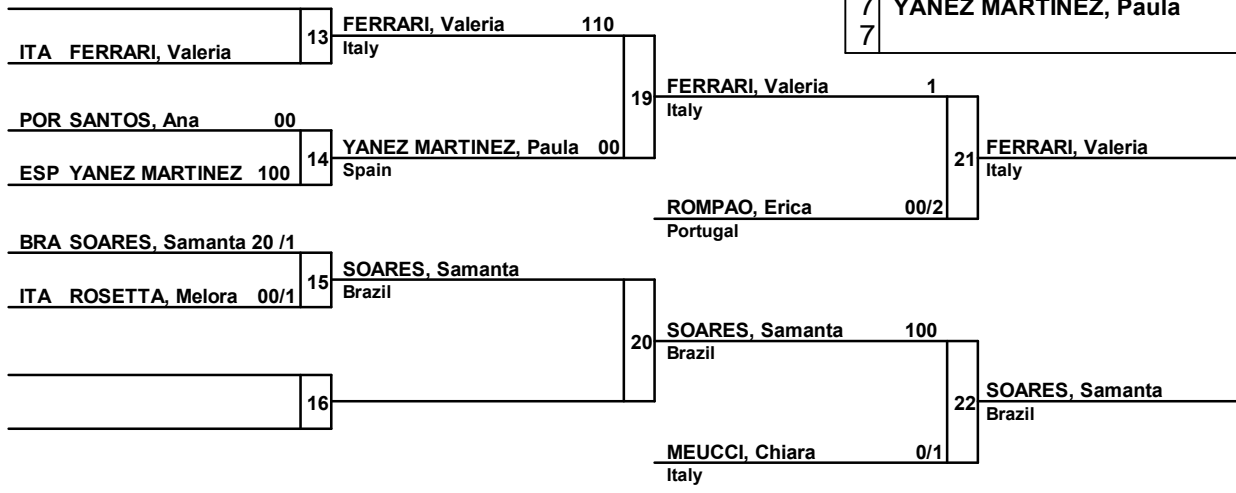 7 YANEZ MARTINEZ, Paula
7
FERRARI, Valeria 110
13
Italy
ITA FERRARI, Valeria
FERRARI, Valeria 1
19
Italy
POR SANTOS, Ana 00
YANEZ MARTINEZ, Paula 00
14
Spain
FERRARI, Valeria
21
Italy
ESP YANEZ MARTINEZ 100
ROMPAO, Erica 00/2
Portugal
BRA SOARES, Samanta 20 /1
SOARES, Samanta
15
Brazil
ITA ROSETTA, Melora 00/1
SOARES, Samanta 100
20
Brazil
16
SOARES, Samanta
22
Brazil
MEUCCI, Chiara 0/1
Italy